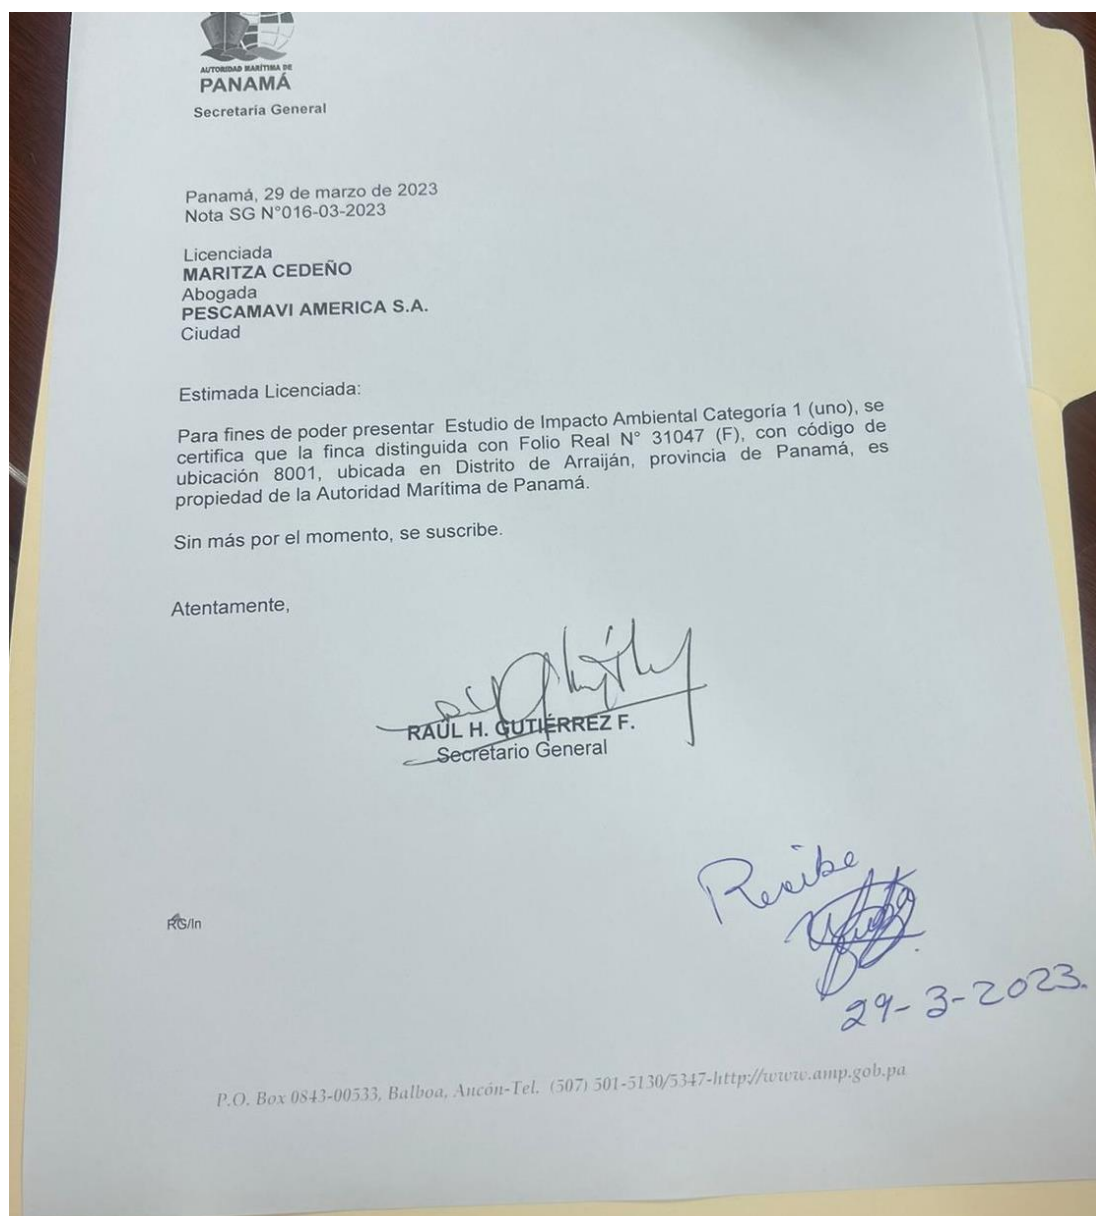 AUTORIDAD MARÍTIMA DE
PANAMÁ
Secretaría General
Panamá, 29 de marzo de 2023
Nota SG N°016-03-2023
Licenciada
MARITZA CEDEÑO
Abogada
PESCAMAVI AMERICA S.A.
Ciudad
Estimada Licenciada:
Para fines de poder presentar Estudio de Impacto Ambiental Categoría 1 (uno), se
certifica que la finca distinguida con Folio Real N° 31047 (F), con código de
ubicación 8001, ubicada en Distrito de Arraiján, provincia de Panamá, es
propiedad de la Autoridad Marítima de Panamá.
Sin más por el momento, se suscribe.
Atentamente,
RAÚL H. GUTIÉRREZ F.
Secretario General
Recibe
RG/ln
29-3-2023.
P.O. Box 0843-00533, Balboa, Ancón-Tel. (507) 501-5130/5347-http://www.amp.gob.pa